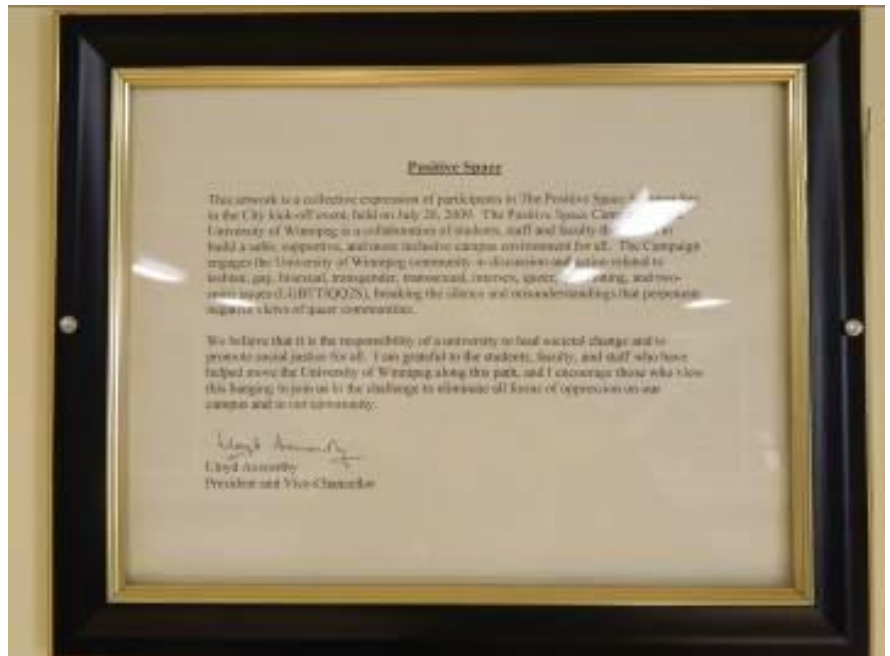 Positive Space
This artwork is a collective expression of participants in The Positive Space
in the City kick-off event, held on July 28, 2009. The Positive Space
University of Winnipeg is a collaboration of students, staff and faculty
build a safe, supportive, and more inclusive campus environment for all. The Campaign
engages the University of Winnipeg community in discussion and action related to
lesbian, gay, bisexual, transgender, transsexual, intersex, queer, and two-
spirit issues (LGBTTIQQ2S), breaking the silence and misunderstandings that perpetuate
negative views of queer communities.
We believe that it is the responsibility of a university to lead societal change and to
promote social justice for all. I am grateful to the students, faculty, and staff who have
helped move the University of Winnipeg along this path, and I encourage those who view
this hanging to join us in the challenge to eliminate all forms of oppression on our
campus and in our community.
Lloyd Axworthy
Lloyd Axworthy
President and Vice-Chancellor